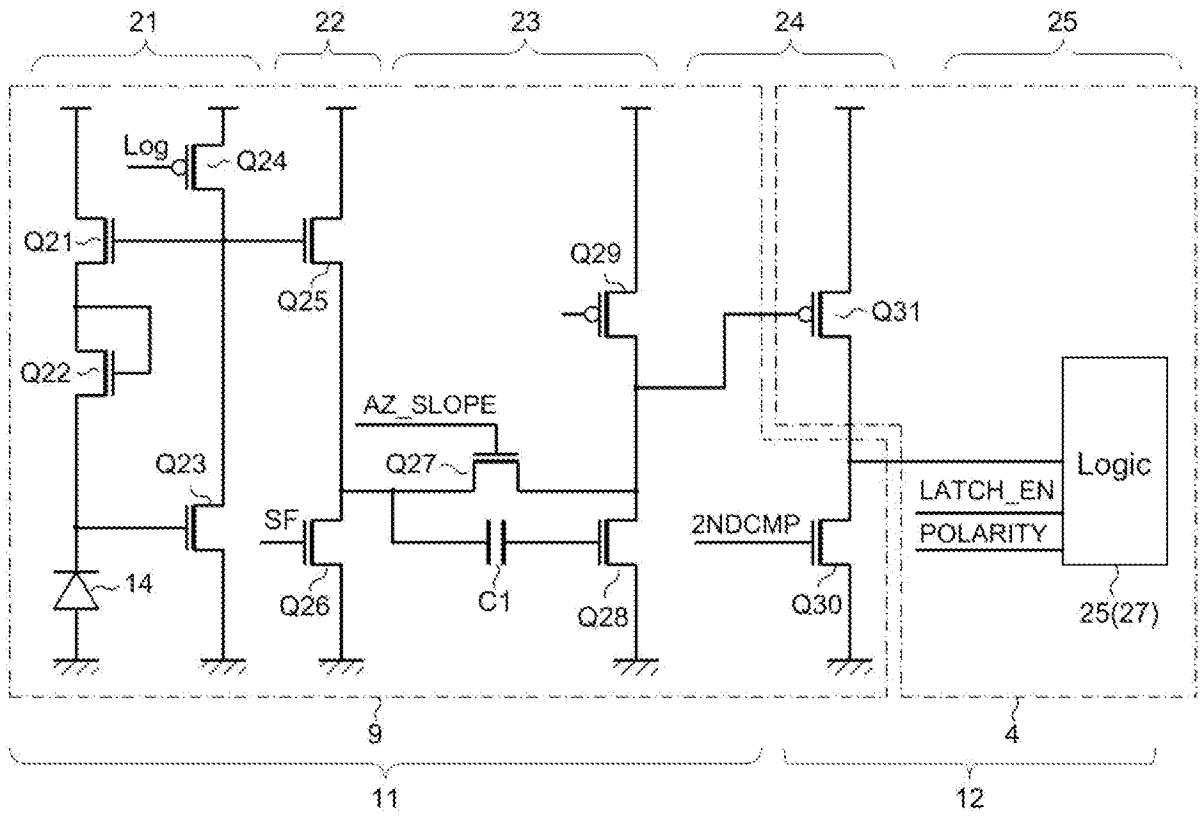 21 22 23 24 25
Log
Q24
Q21
Q25
Q29
Q31
Q22
AZ_SLOPE
Q27
Q23
SF
2NDCMP
Logic
LATCH_EN
POLARITY
14
Q26
C1
Q28
Q30
25(27)
9
4
11
12